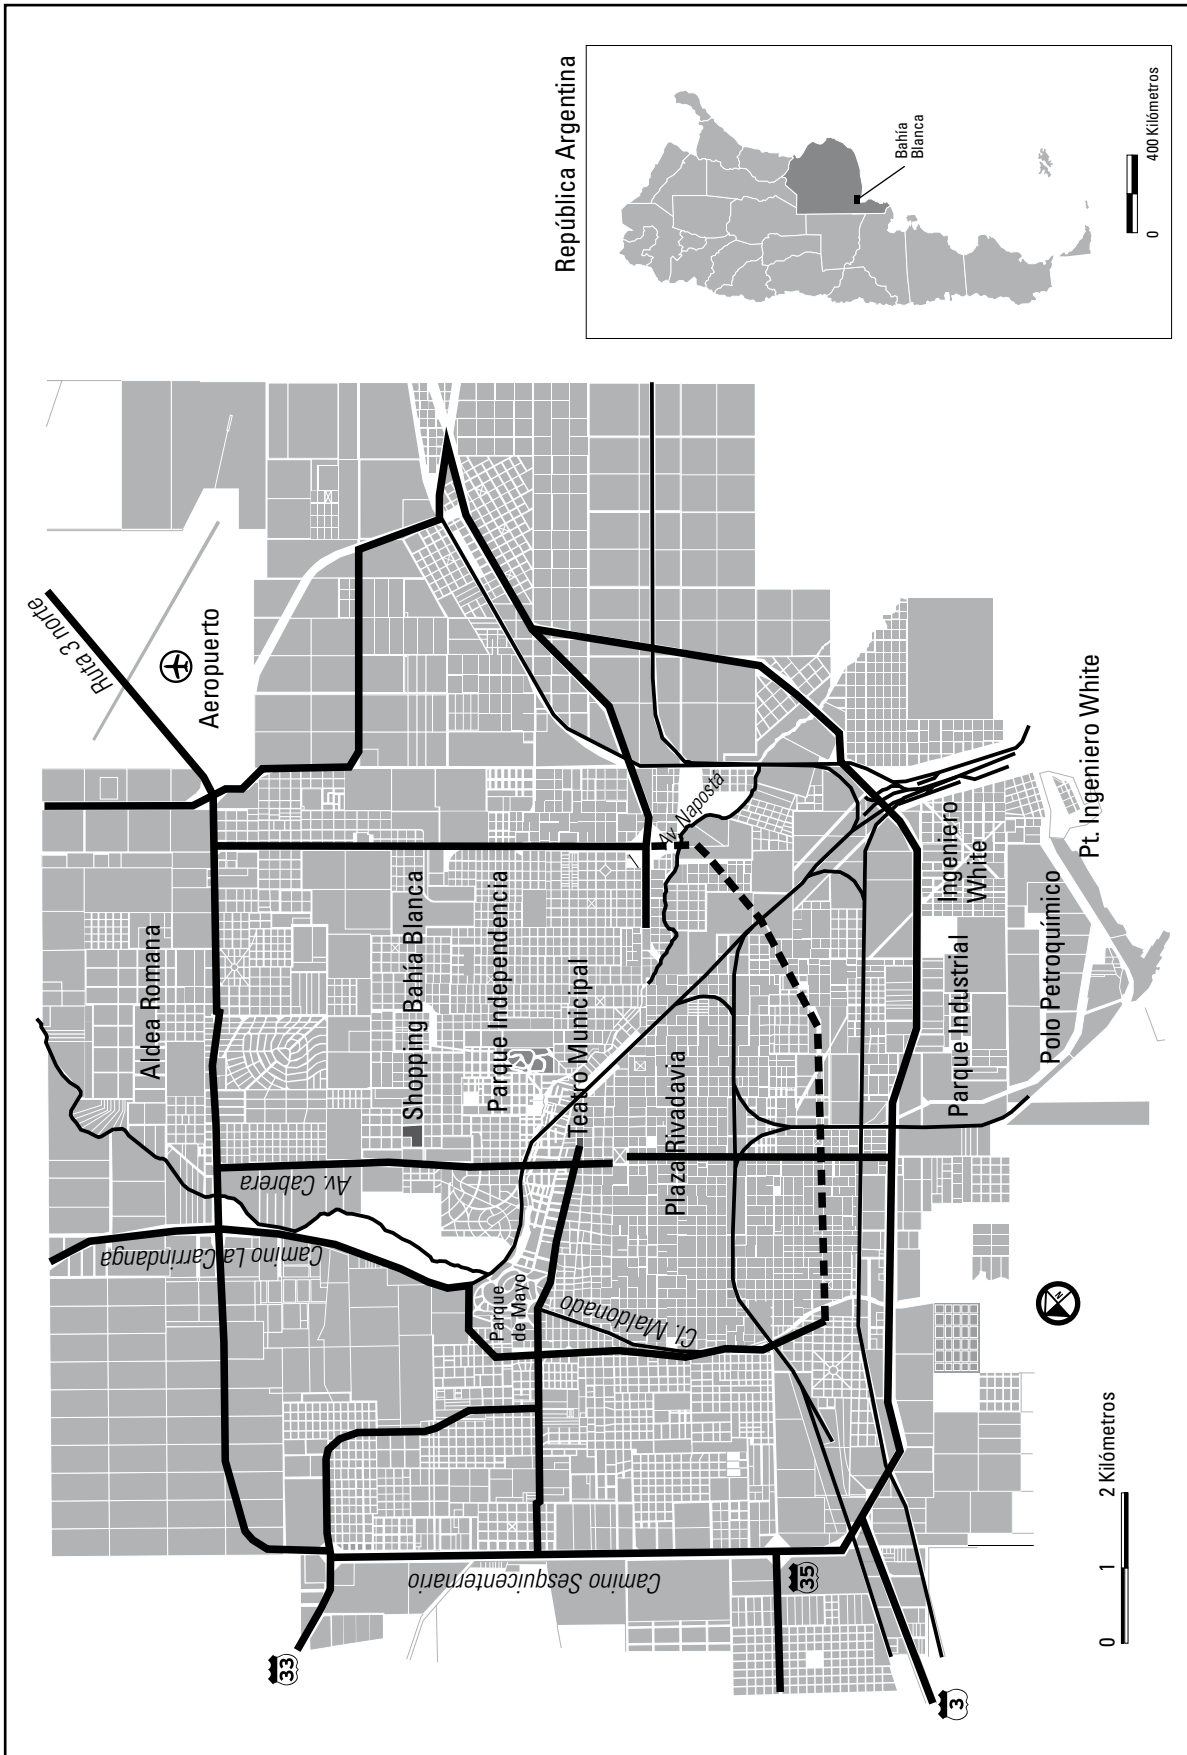 República Argentina
Bahía
Blanca
0
400 Kilómetros
Ruta 3 norte
Aeropuerto
Aldea Romana
Shopping Bahía Blanca
Parque Independencia
Teatro Municipal
Plaza Rivadavia
Av. Naposta
Ingeniero
White
Pt. Ingeniero White
Parque Industrial
Polo Petroquímico
Av. Cabrera
Camino La Carrindanga
Parque
de Mayo
Cl. Maldonado
Camino Sesquicenternario
33
35
3
N
0
1
2 Kilómetros